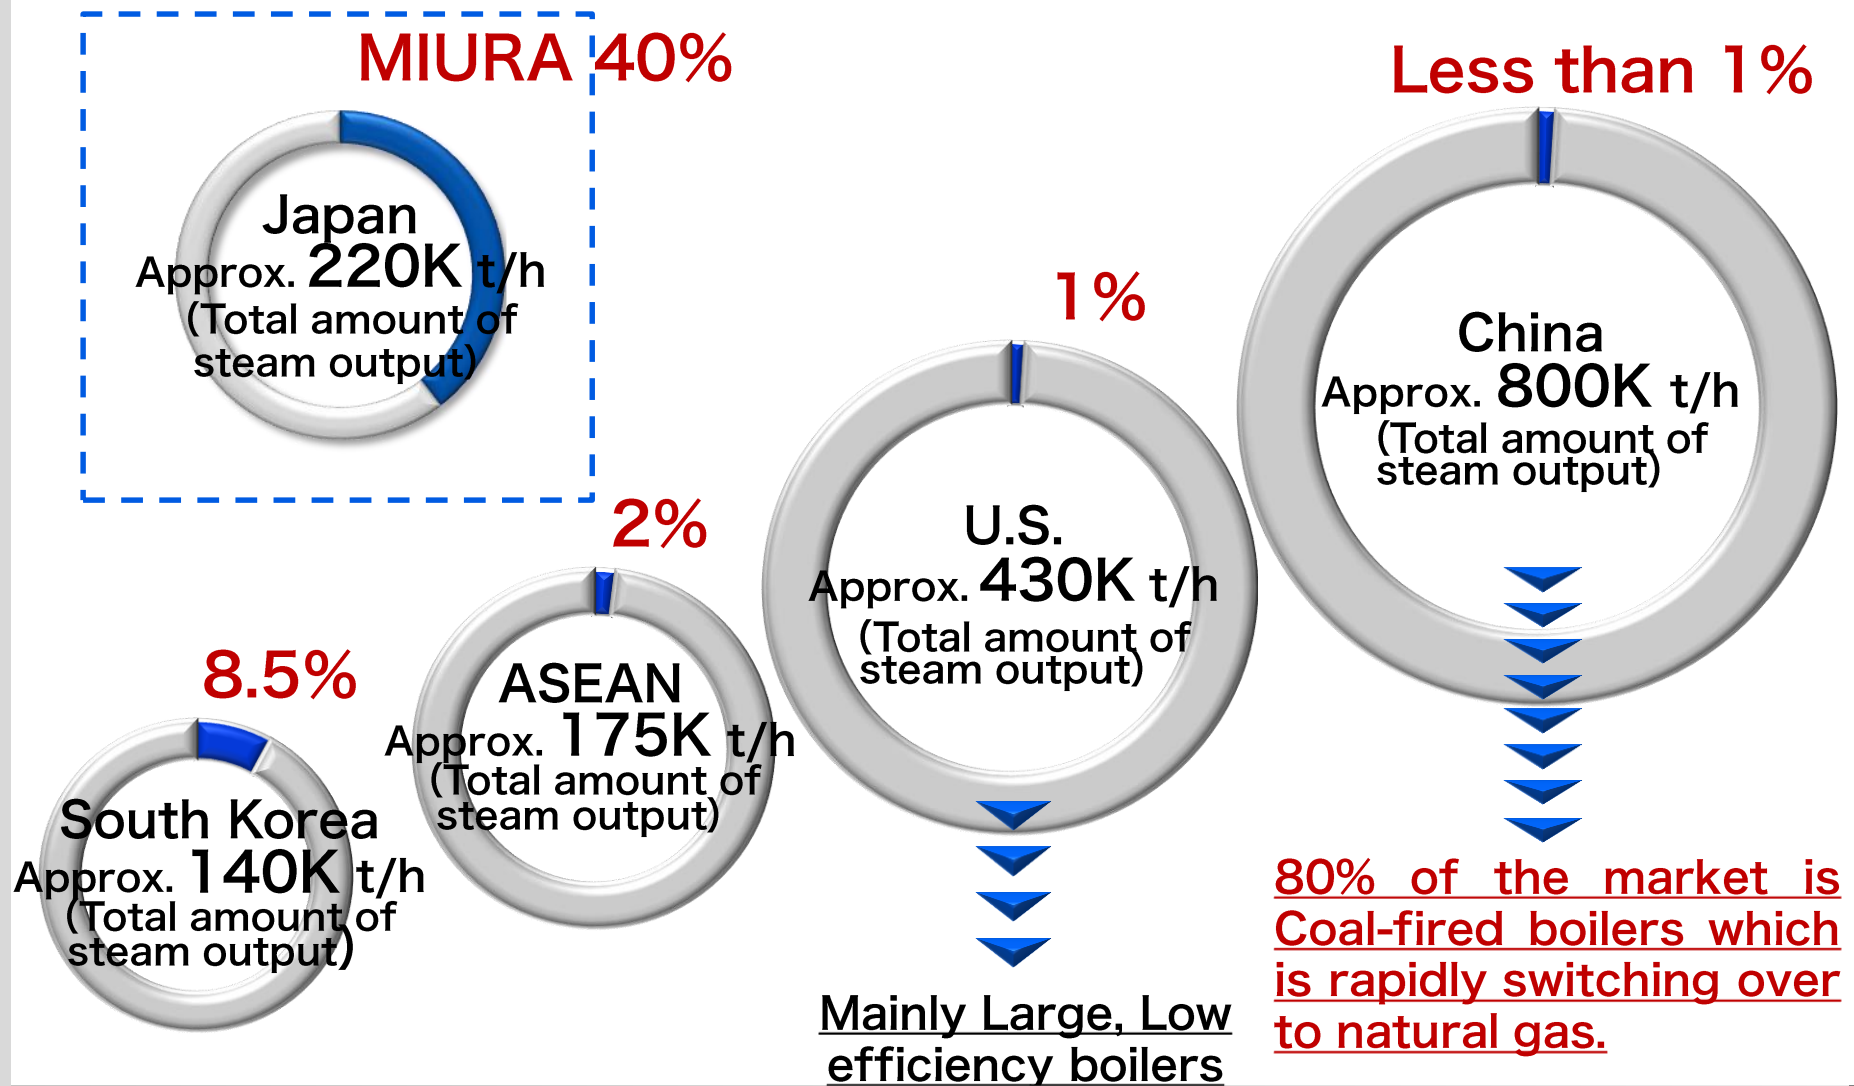 MIURA 40%
Japan
Approx. 220K t/h
(Total amount of
steam output)
Less than 1%
China
Approx. 800K t/h
(Total amount of
steam output)
80% of the market is
Coal-fired boilers which
is rapidly switching over
to natural gas.
1%
U.S.
Approx. 430K t/h
(Total amount of
steam output)
Mainly Large, Low
efficiency boilers
2%
ASEAN
Approx. 175K t/h
(Total amount of
steam output)
8.5%
South Korea
Approx. 140K t/h
(Total amount of
steam output)